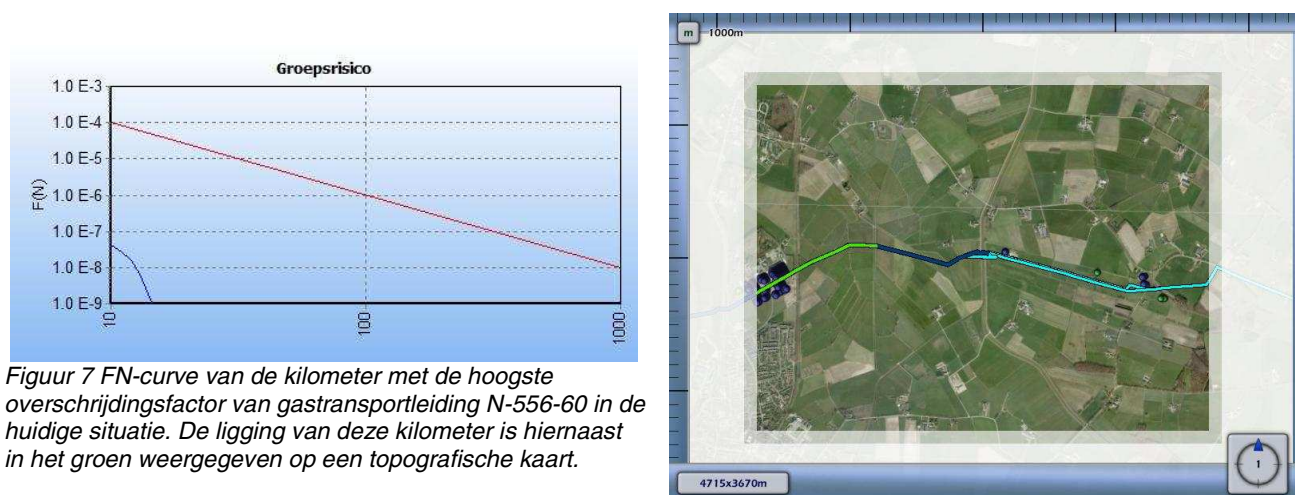 Groepsrisico
1.0 E-3
1.0 E-4
1.0 E-5
1.0 E-6
1.0 E-7
1.0 E-8
1.0 E-9
F(N)
10
100
1000
Figuur 7 FN-curve van de kilometer met de hoogste
overschrijdingsfactor van gastransportleiding N-556-60 in de
huidige situatie. De ligging van deze kilometer is hiernaast
in het groen weergegeven op een topografische kaart.
m 1000m
4715x3670m
1